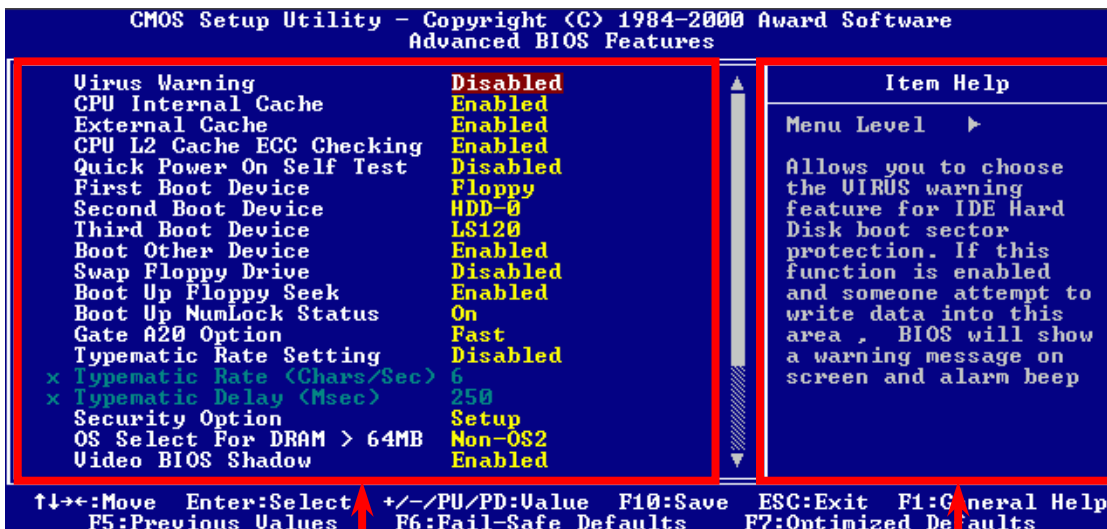 CMOS Setup Utility – Copyright (C) 1984–2000 Award Software
Advanced BIOS Features
Virus Warning Disabled
CPU Internal Cache Enabled
External Cache Enabled
CPU L2 Cache ECC Checking Enabled
Quick Power On Self Test Disabled
First Boot Device Floppy
Second Boot Device HDD-0
Third Boot Device LS120
Boot Other Device Enabled
Swap Floppy Drive Disabled
Boot Up Floppy Seek Enabled
Boot Up NumLock Status On
Gate A20 Option Fast
Typematic Rate Setting Disabled
x Typematic Rate (Chars/Sec) 6
x Typematic Delay (Msec) 250
Security Option Setup
OS Select For DRAM > 64MB Non-OS2
Video BIOS Shadow Enabled
Item Help
Menu Level ►
Allows you to choose
the VIRUS warning
feature for IDE Hard
Disk boot sector
protection. If this
function is enabled
and someone attempt to
write data into this
area , BIOS will show
a warning message on
screen and alarm beep
↑↓→←:Move Enter:Select +/-/PU/PD:Value F10:Save ESC:Exit F1:General Help
F5:Previous Values F6:Fail-Safe Defaults F7:Optimized Defaults